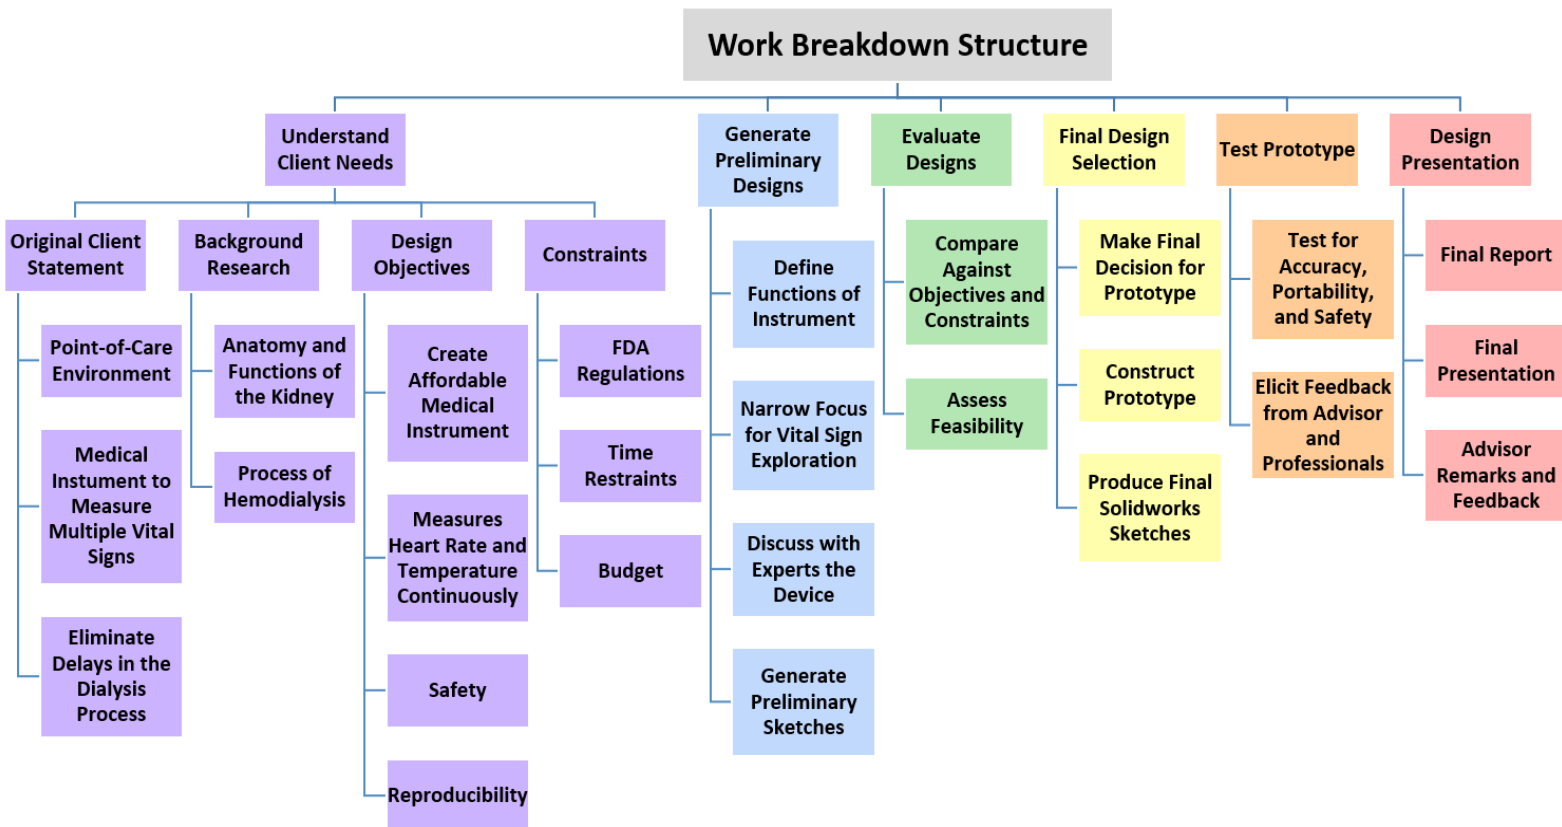 Work Breakdown Structure
Understand
Client Needs
Original Client
Statement
Point-of-Care
Environment
Medical
Instument to
Measure
Multiple Vital
Signs
Eliminate
Delays in the
Dialysis
Process
Background
Research
Anatomy and
Functions of
the Kidney
Process of
Hemodialysis
Design
Objectives
Create
Affordable
Medical
Instrument
Measures
Heart Rate and
Temperature
Continuously
Safety
Reproducibility
Constraints
FDA
Regulations
Time
Restraints
Budget
Generate
Preliminary
Designs
Define
Functions of
Instrument
Narrow Focus
for Vital Sign
Exploration
Discuss with
Experts the
Device
Generate
Preliminary
Sketches
Evaluate
Designs
Compare
Against
Objectives and
Constraints
Assess
Feasibility
Final Design
Selection
Make Final
Decision for
Prototype
Construct
Prototype
Produce Final
Solidworks
Sketches
Test Prototype
Test for
Accuracy,
Portability,
and Safety
Elicit Feedback
from Advisor
and
Professionals
Design
Presentation
Final Report
Final
Presentation
Advisor
Remarks and
Feedback